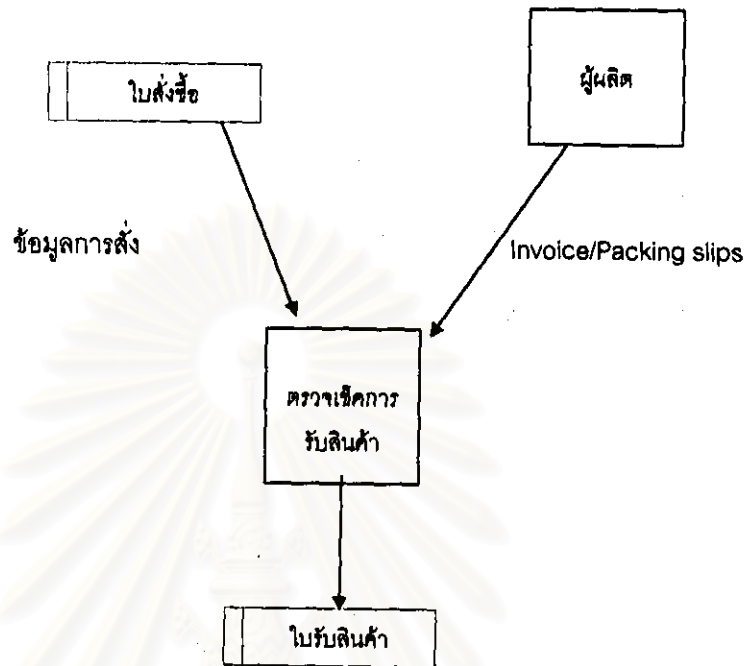 ผู้ผลิต
ใบสั่งซื้อ
ข้อมูลการสั่ง
Invoice/Packing slips
ตรวจเช็คการ
รับสินค้า
ใบรับสินค้า